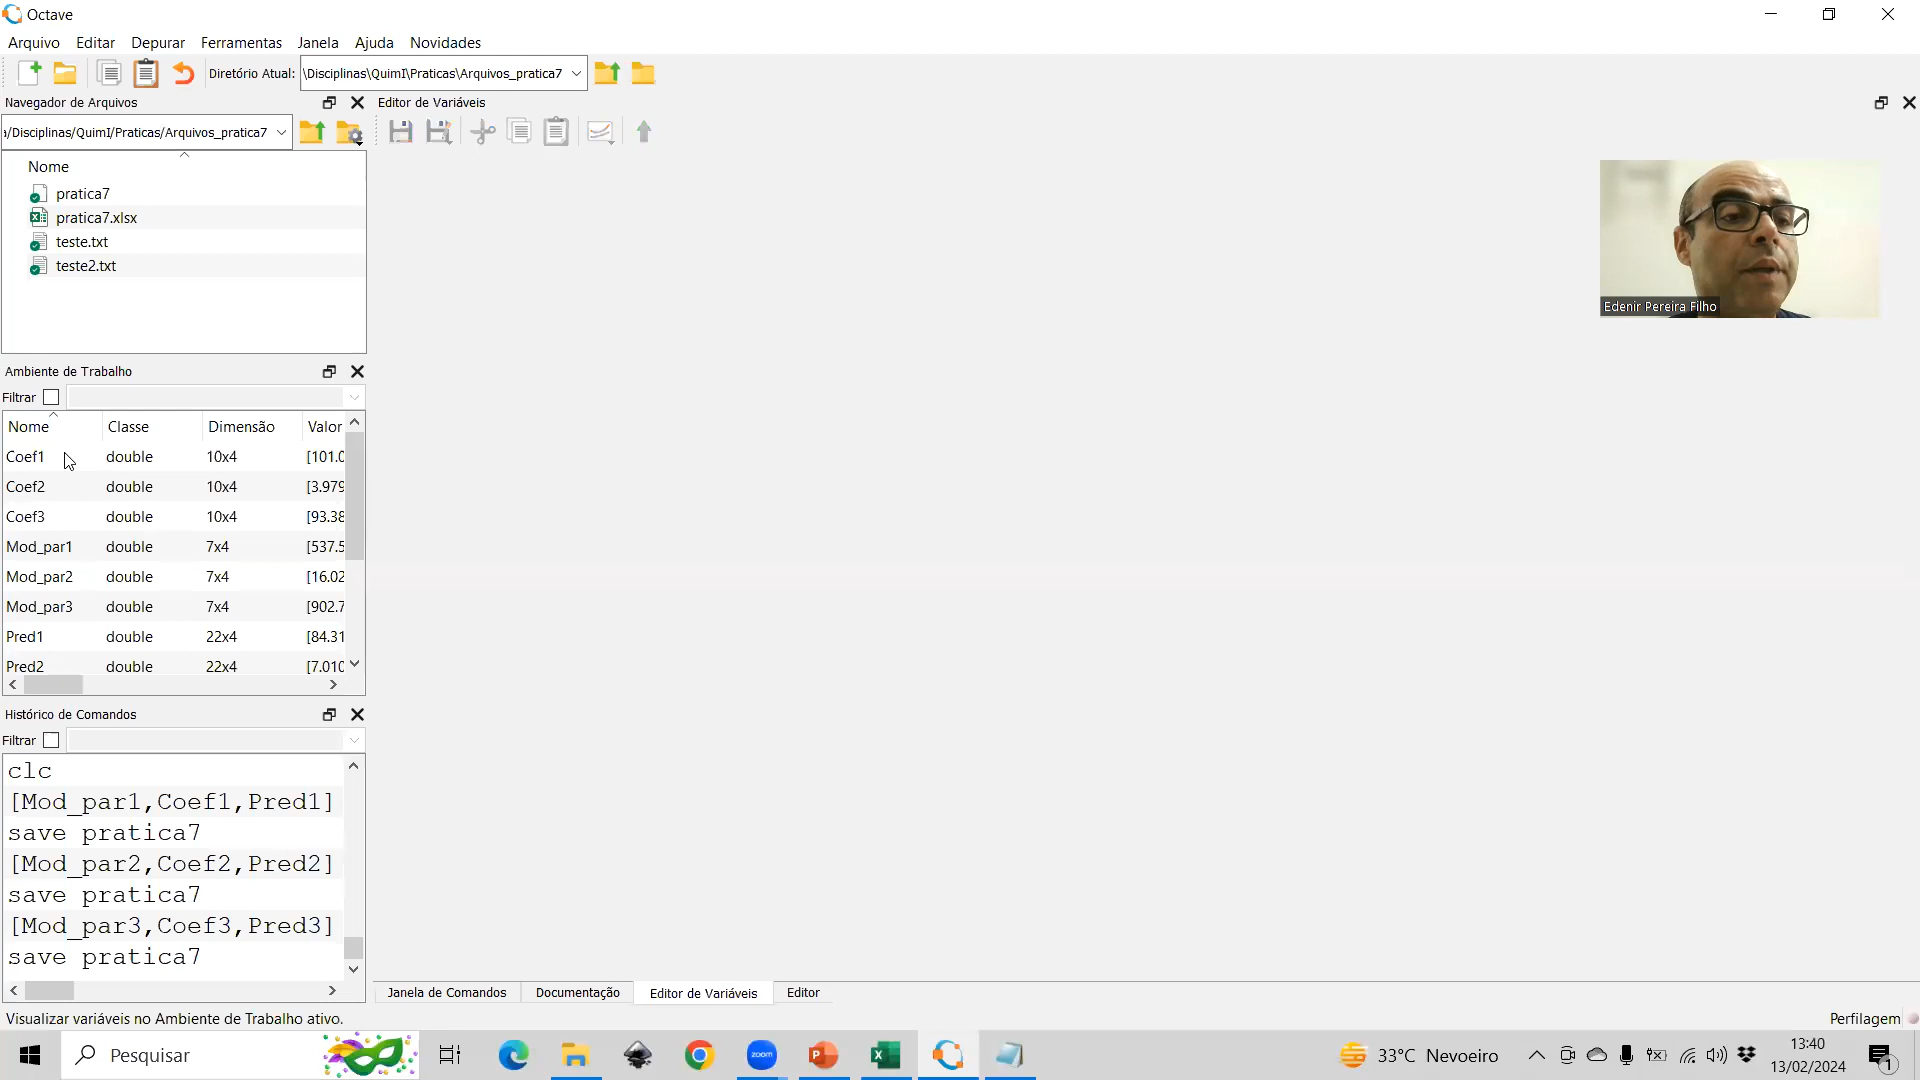 Octave
Arquivo Editar Depurar Ferramentas Janela Ajuda Novidades
Diretório Atual: \Disciplinas\QuimI\Praticas\Arquivos_pratica7
Navegador de Arquivos
Editor de Variáveis
/Disciplinas/QuimI/Praticas/Arquivos_pratica7
Nome
pratica7
pratica7.xlsx
teste.txt
teste2.txt
Edenir Pereira Filho
Ambiente de Trabalho
Filtrar
Nome Classe Dimensão Valor
Coef1 double 10x4 [101.0
Coef2 double 10x4 [3.979
Coef3 double 10x4 [93.38
Mod_par1 double 7x4 [537.5
Mod_par2 double 7x4 [16.02
Mod_par3 double 7x4 [902.7
Pred1 double 22x4 [84.31
Pred2 double 22x4 [7.010
Histórico de Comandos
Filtrar
clc
[Mod_par1,Coef1,Pred1]
save pratica7
[Mod_par2,Coef2,Pred2]
save pratica7
[Mod_par3,Coef3,Pred3]
save pratica7
Janela de Comandos Documentação Editor de Variáveis Editor
Visualizar variáveis no Ambiente de Trabalho ativo.
Perfilagem
Pesquisar
zoom
33°C Nevoeiro
13:40
13/02/2024
1